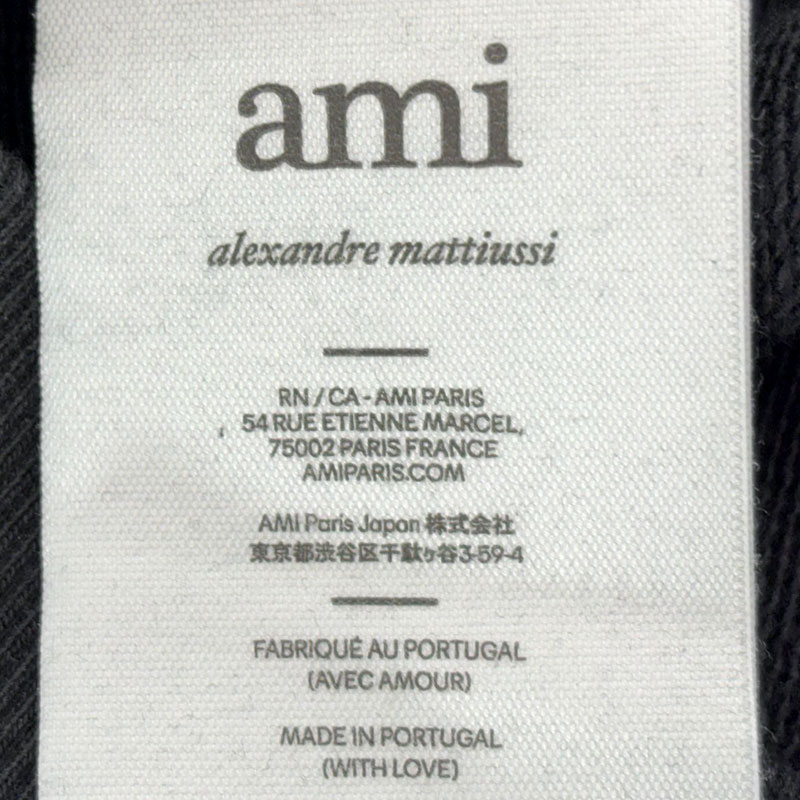 ami
alexandre mattiussi
RN / CA - AMI PARIS
54 RUE ETIENNE MARCEL,
75002 PARIS FRANCE
AMIPARIS.COM
AMI Paris Japan 株式会社
東京都渋谷区千駄ヶ谷3-59-4
FABRIQUÉ AU PORTUGAL
(AVEC AMOUR)
MADE IN PORTUGAL
(WITH LOVE)